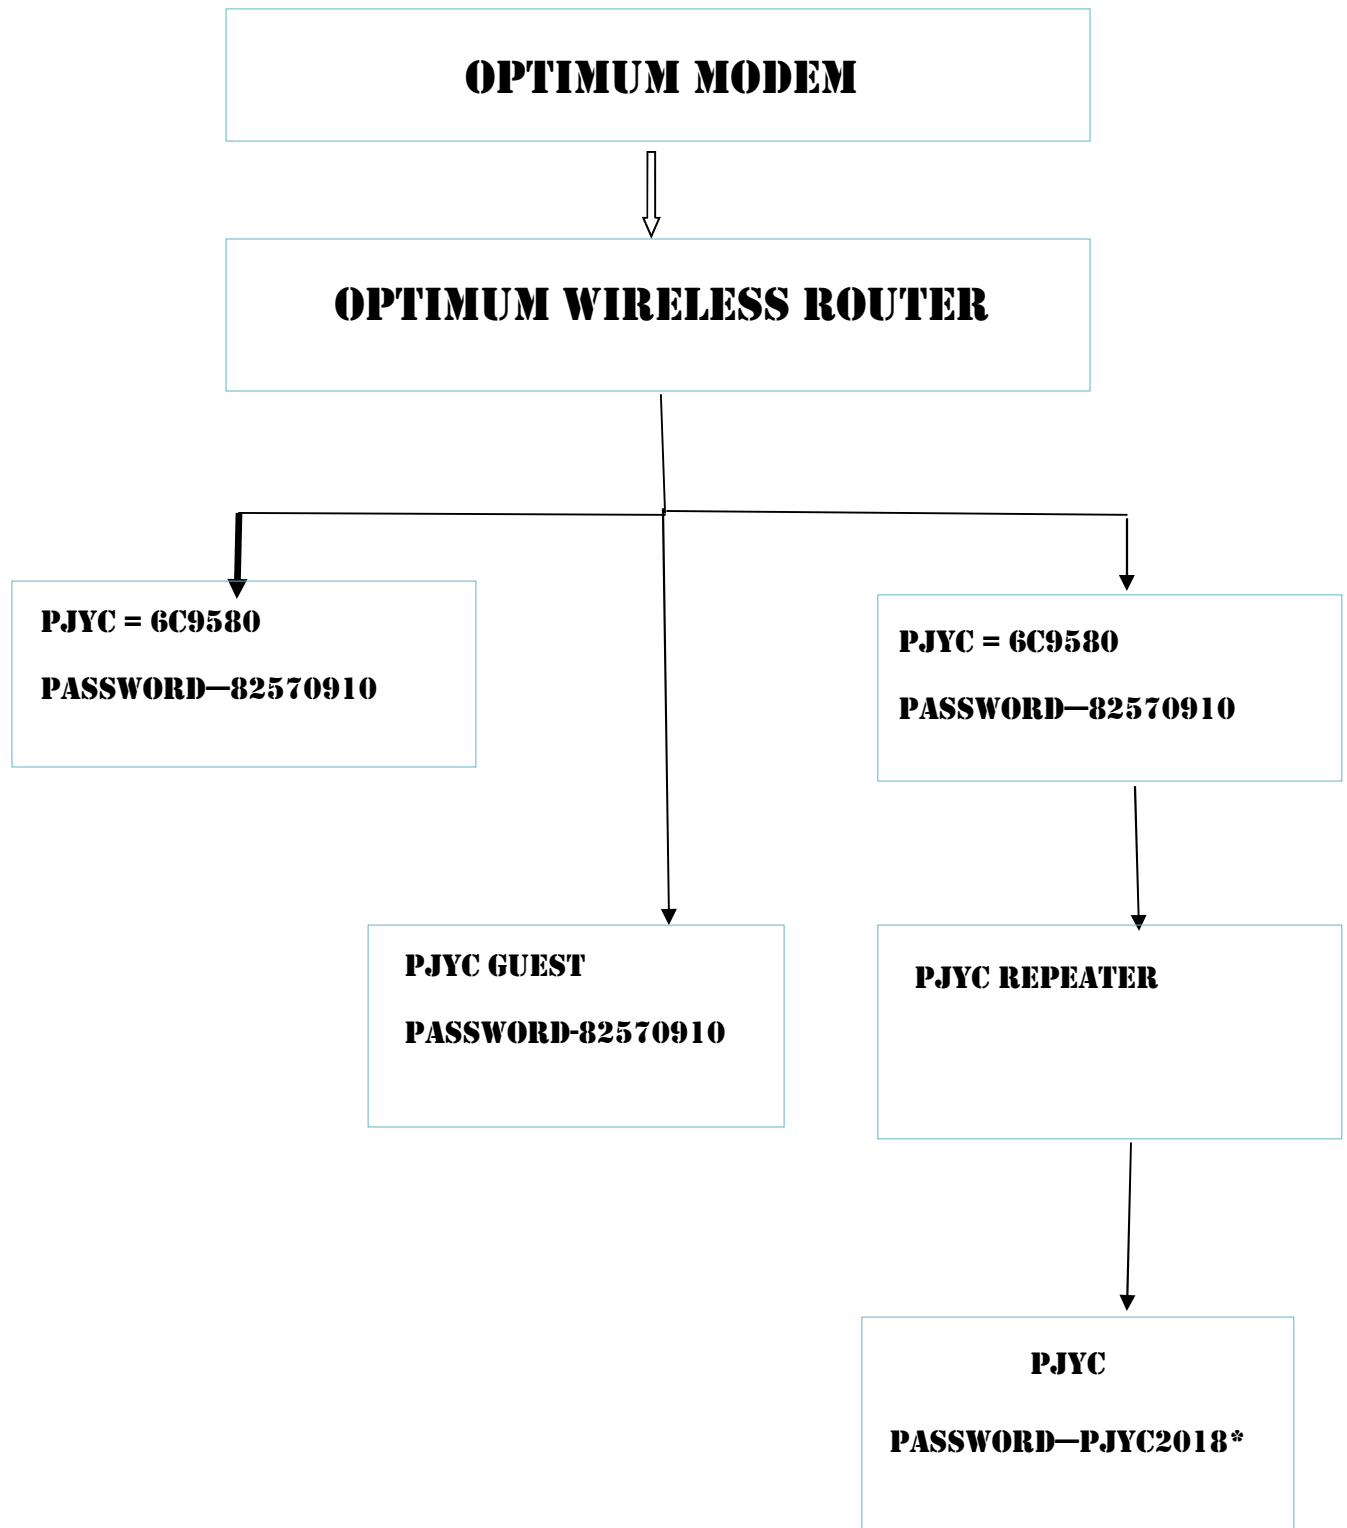 OPTIMUM MODEM
OPTIMUM WIRELESS ROUTER
PJYC = 6C9580
PASSWORD—82570910
PJYC = 6C9580
PASSWORD—82570910
PJYC GUEST
PASSWORD-82570910
PJYC REPEATER
PJYC
PASSWORD—PJYC2018*